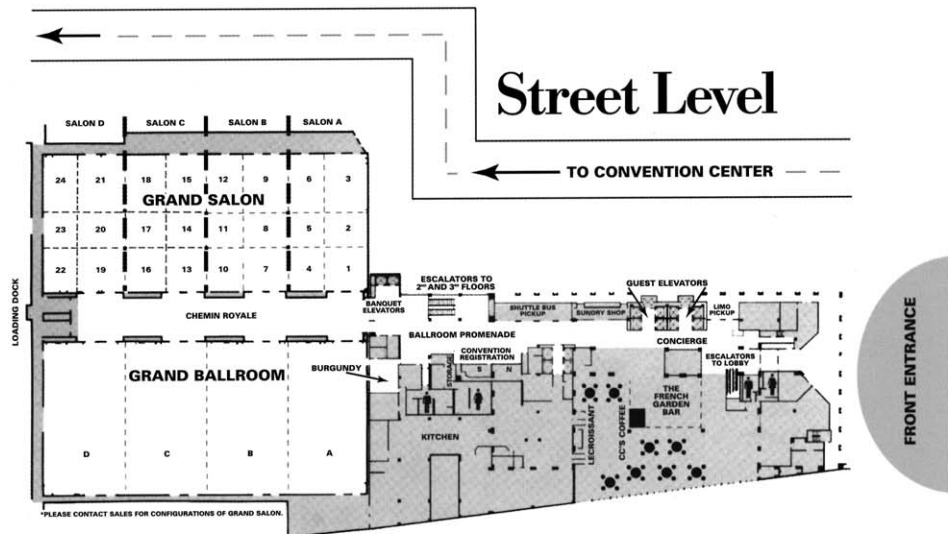 Street Level
TO CONVENTION CENTER
SALON D
SALON C
SALON B
SALON A
24
21
18
15
12
9
6
3
GRAND SALON
23
20
17
14
11
8
5
2
22
19
16
13
10
7
4
1
LOADING DOCK
CHEMIN ROYALE
BANQUET
ELEVATORS
ESCALATORS TO
2ND AND 3RD FLOORS
SHUTTLE BUS
PICKUP
SUNDRY SHOP
GUEST ELEVATORS
LIMO
PICKUP
BALLROOM PROMENADE
CONCIERGE
CONVENTION
REGISTRATION
S
N
STORAGE
BURGUNDY
ESCALATORS
TO LOBBY
GRAND BALLROOM
THE
FRENCH
GARDEN
BAR
KITCHEN
LECROISSANT
CC'S COFFEE
D
C
B
A
FRONT ENTRANCE
*PLEASE CONTACT SALES FOR CONFIGURATIONS OF GRAND SALON.